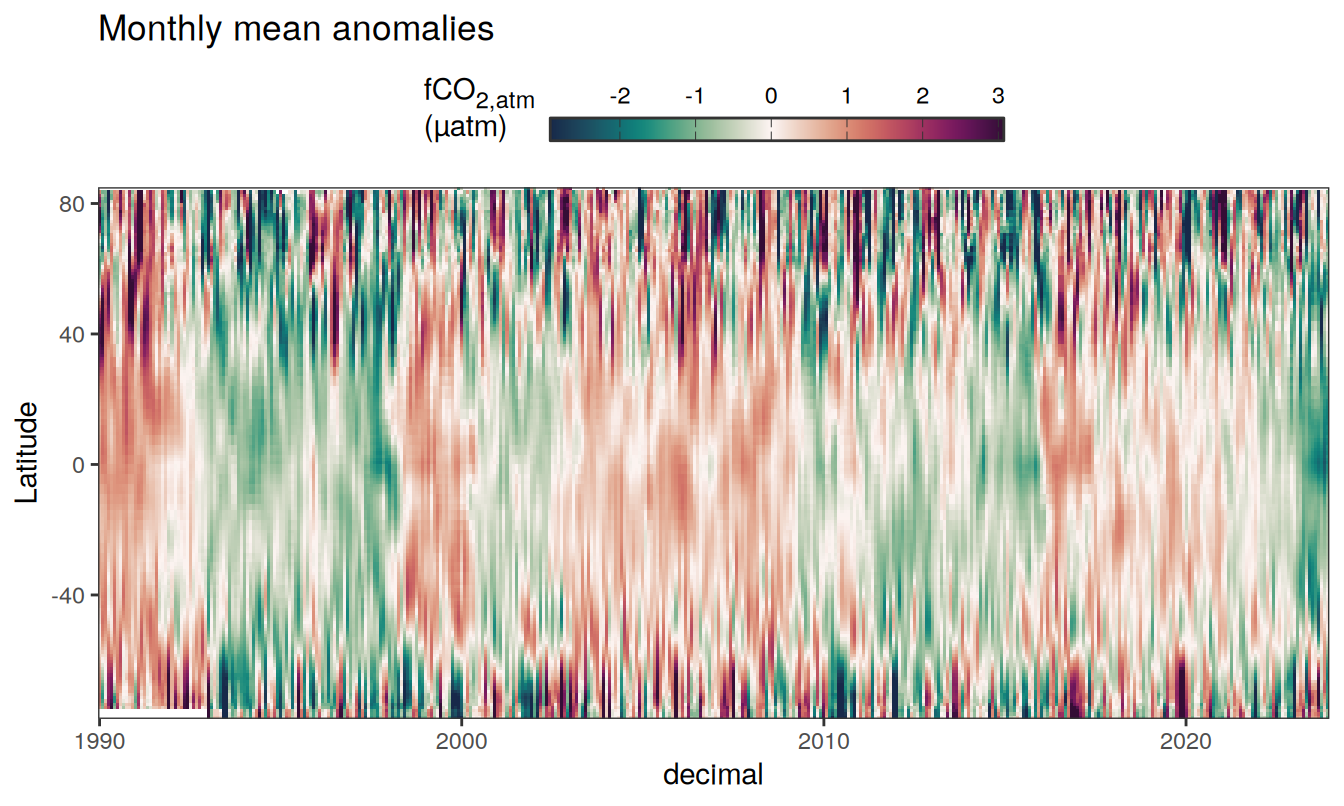 Monthly mean anomalies
fCO2,atm
(µatm)
-2 -1 0 1 2 3
80
40
0
-40
Latitude
1990 2000 2010 2020
decimal